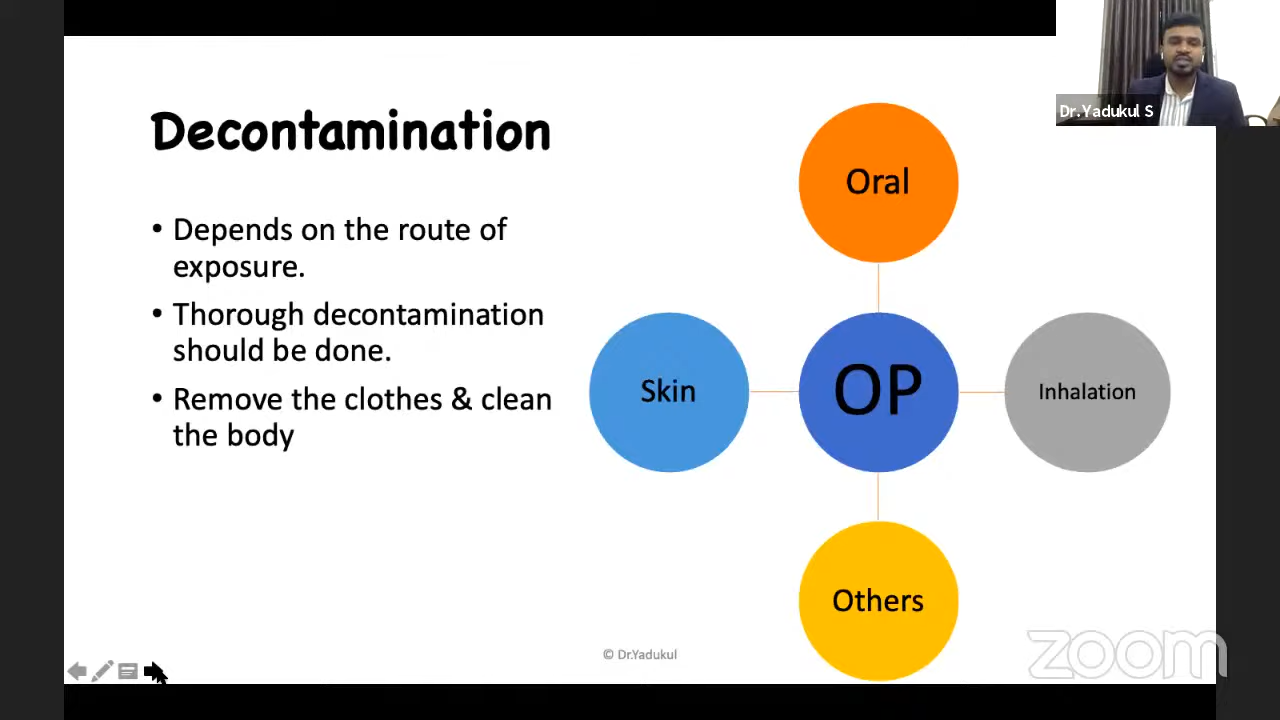 Dr.Yadukul S
Decontamination
• Depends on the route of
exposure.
• Thorough decontamination
should be done.
• Remove the clothes & clean
the body
Oral
Skin
OP
Inhalation
Others
© Dr.Yadukul
zoom